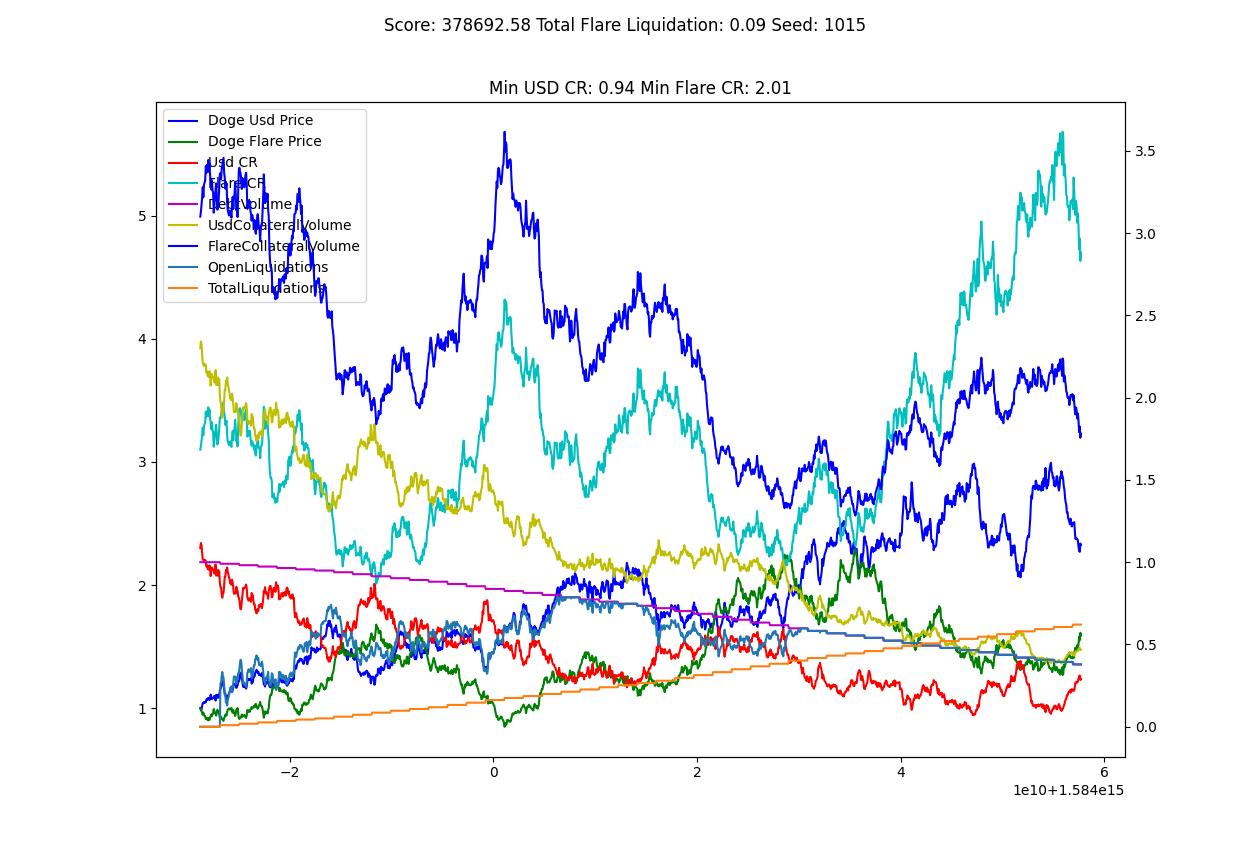 Score: 378692.58 Total Flare Liquidation: 0.09 Seed: 1015
Min USD CR: 0.94 Min Flare CR: 2.01
Doge Usd Price
Doge Flare Price
Usd CR
Flare CR
DebtVolume
UsdCollateralVolume
FlareCollateralVolume
OpenLiquidations
TotalLiquidations
5
4
3
2
1
3.5
3.0
2.5
2.0
1.5
1.0
0.5
0.0
−2
0
2
4
6
1e10+1.584e15